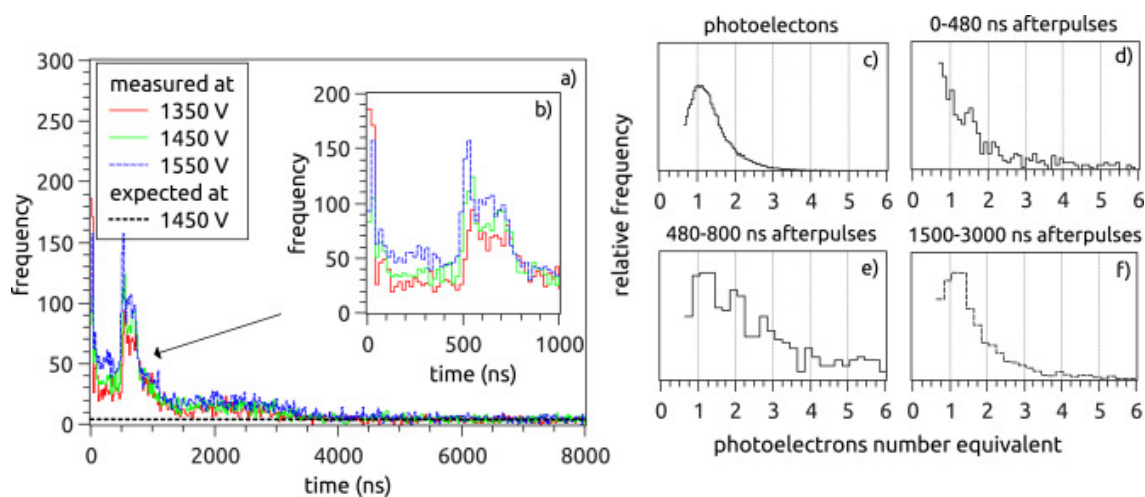 a)
300
250
200
150
100
50
0
frequency
measured at
1350 V
1450 V
1550 V
expected at
1450 V
0 2000 4000 6000 8000
time (ns)
b)
200
150
100
50
0
frequency
0 500 1000
time (ns)
relative frequency
photoelectons
c)
0 1 2 3 4 5 6
0-480 ns afterpulses
d)
0 1 2 3 4 5 6
480-800 ns afterpulses
e)
0 1 2 3 4 5 6
1500-3000 ns afterpulses
f)
0 1 2 3 4 5 6
photoelectrons number equivalent